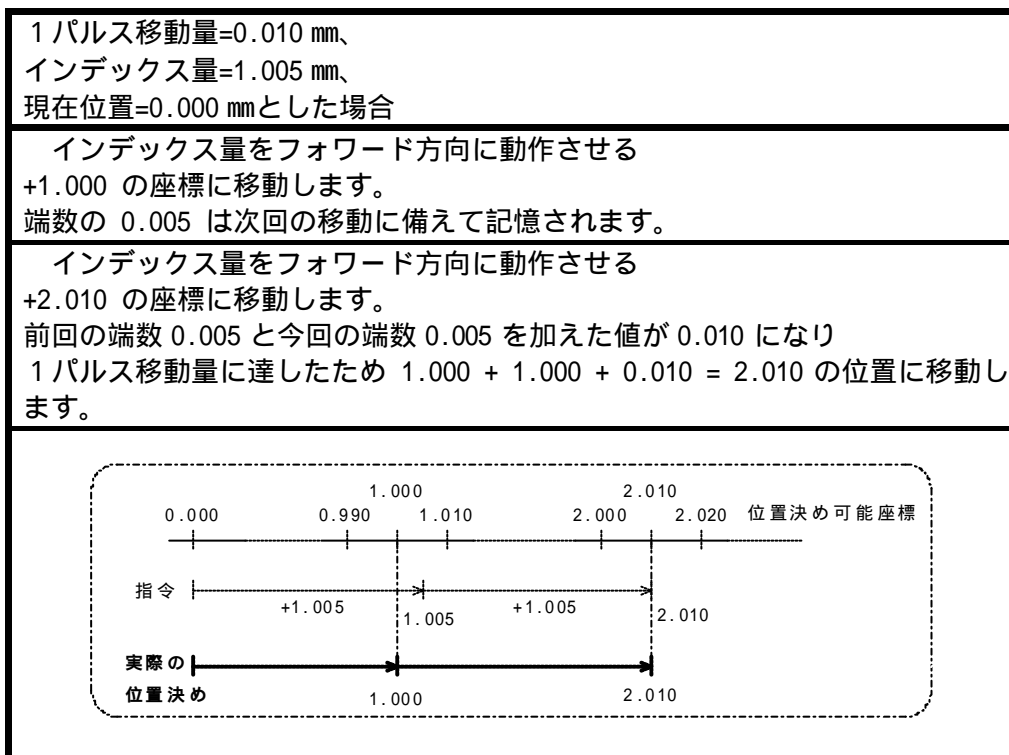 1パルス移動量=0.010㎜、
インデックス量=1.005㎜、
現在位置=0.000㎜とした場合
インデックス量をフォワード方向に動作させる
+1.000 の座標に移動します。
端数の 0.005 は次回の移動に備えて記憶されます。
インデックス量をフォワード方向に動作させる
+2.010 の座標に移動します。
前回の端数 0.005 と今回の端数 0.005 を加えた値が 0.010 になり
1パルス移動量に達したため 1.000 + 1.000 + 0.010 = 2.010 の位置に移動し
ます。
1.000 2.010
0.000 0.990 1.010 2.000 2.020 位置決め可能座標
指令
+1.005 1.005 +1.005 2.010
実際の
位置決め 1.000 2.010